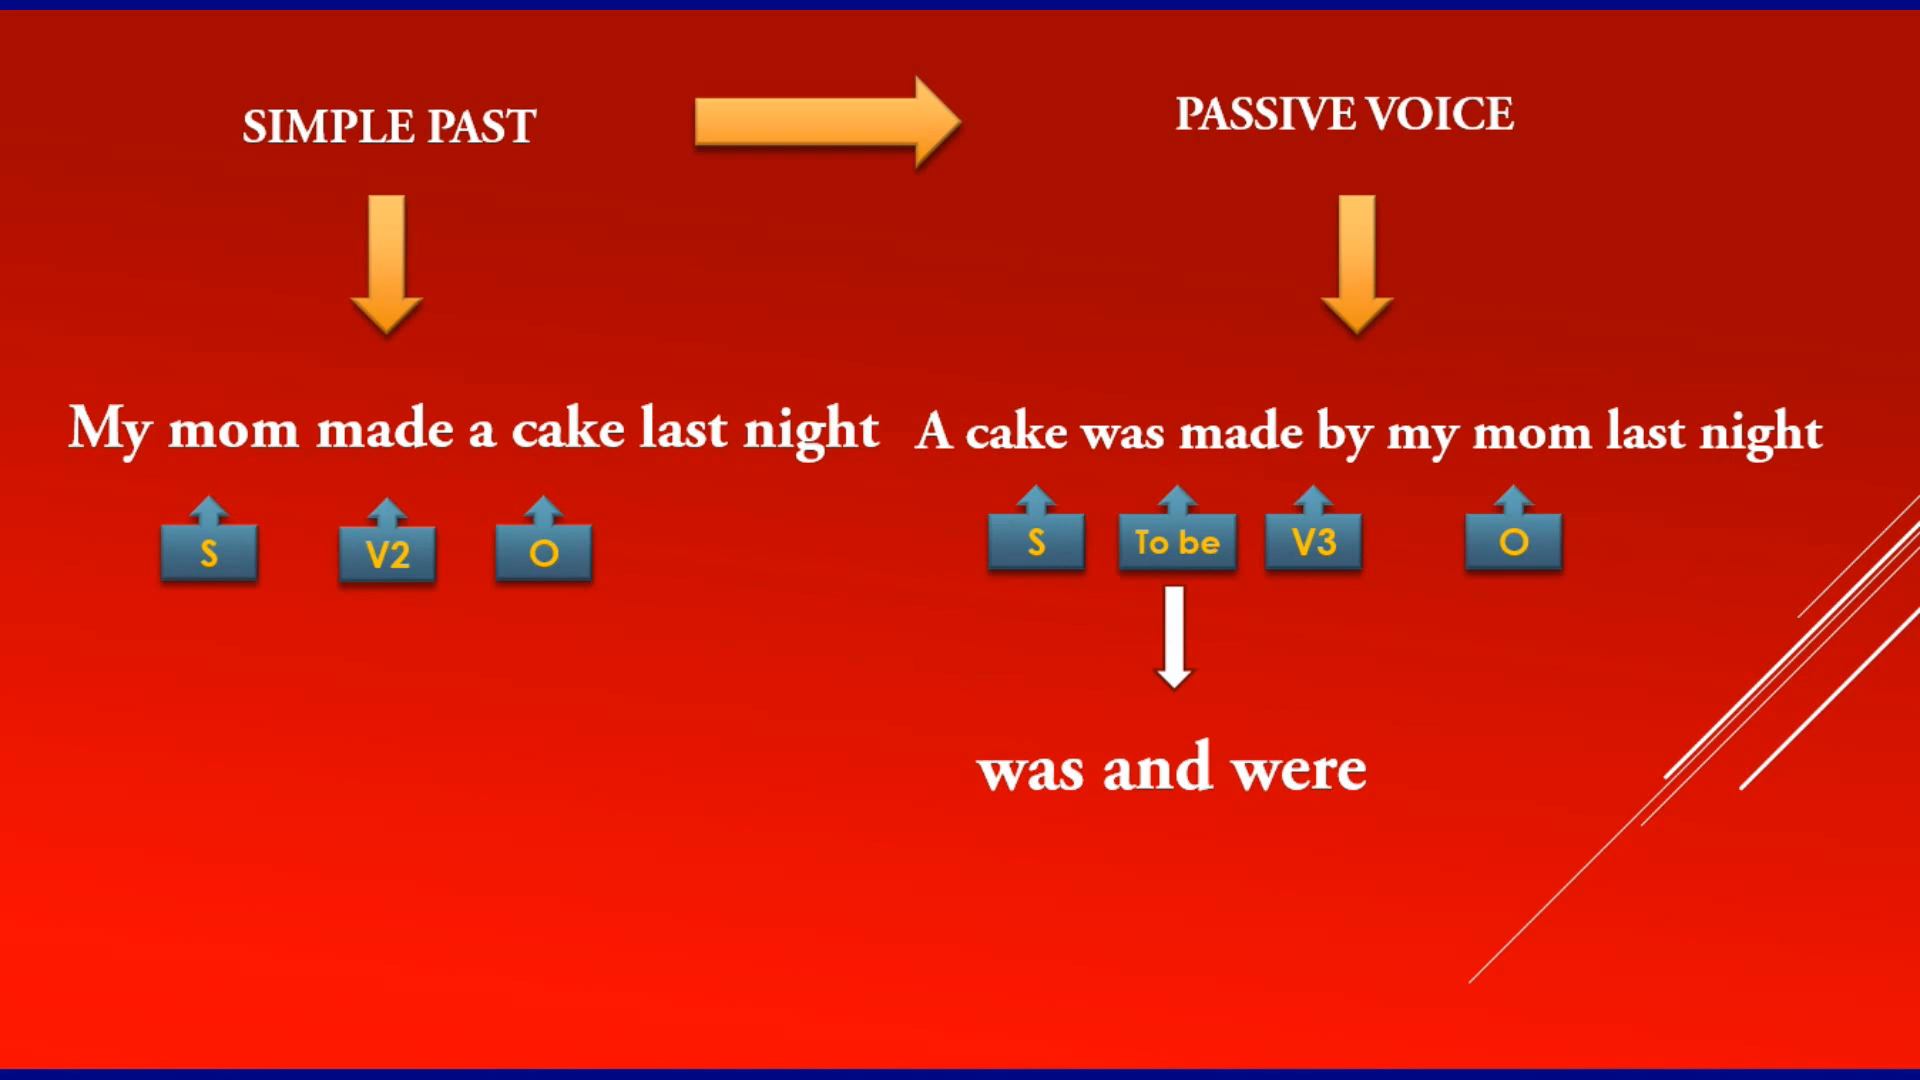 SIMPLE PAST
PASSIVE VOICE
My mom made a cake last night
A cake was made by my mom last night
S
V2
O
S
To be
V3
O
was and were